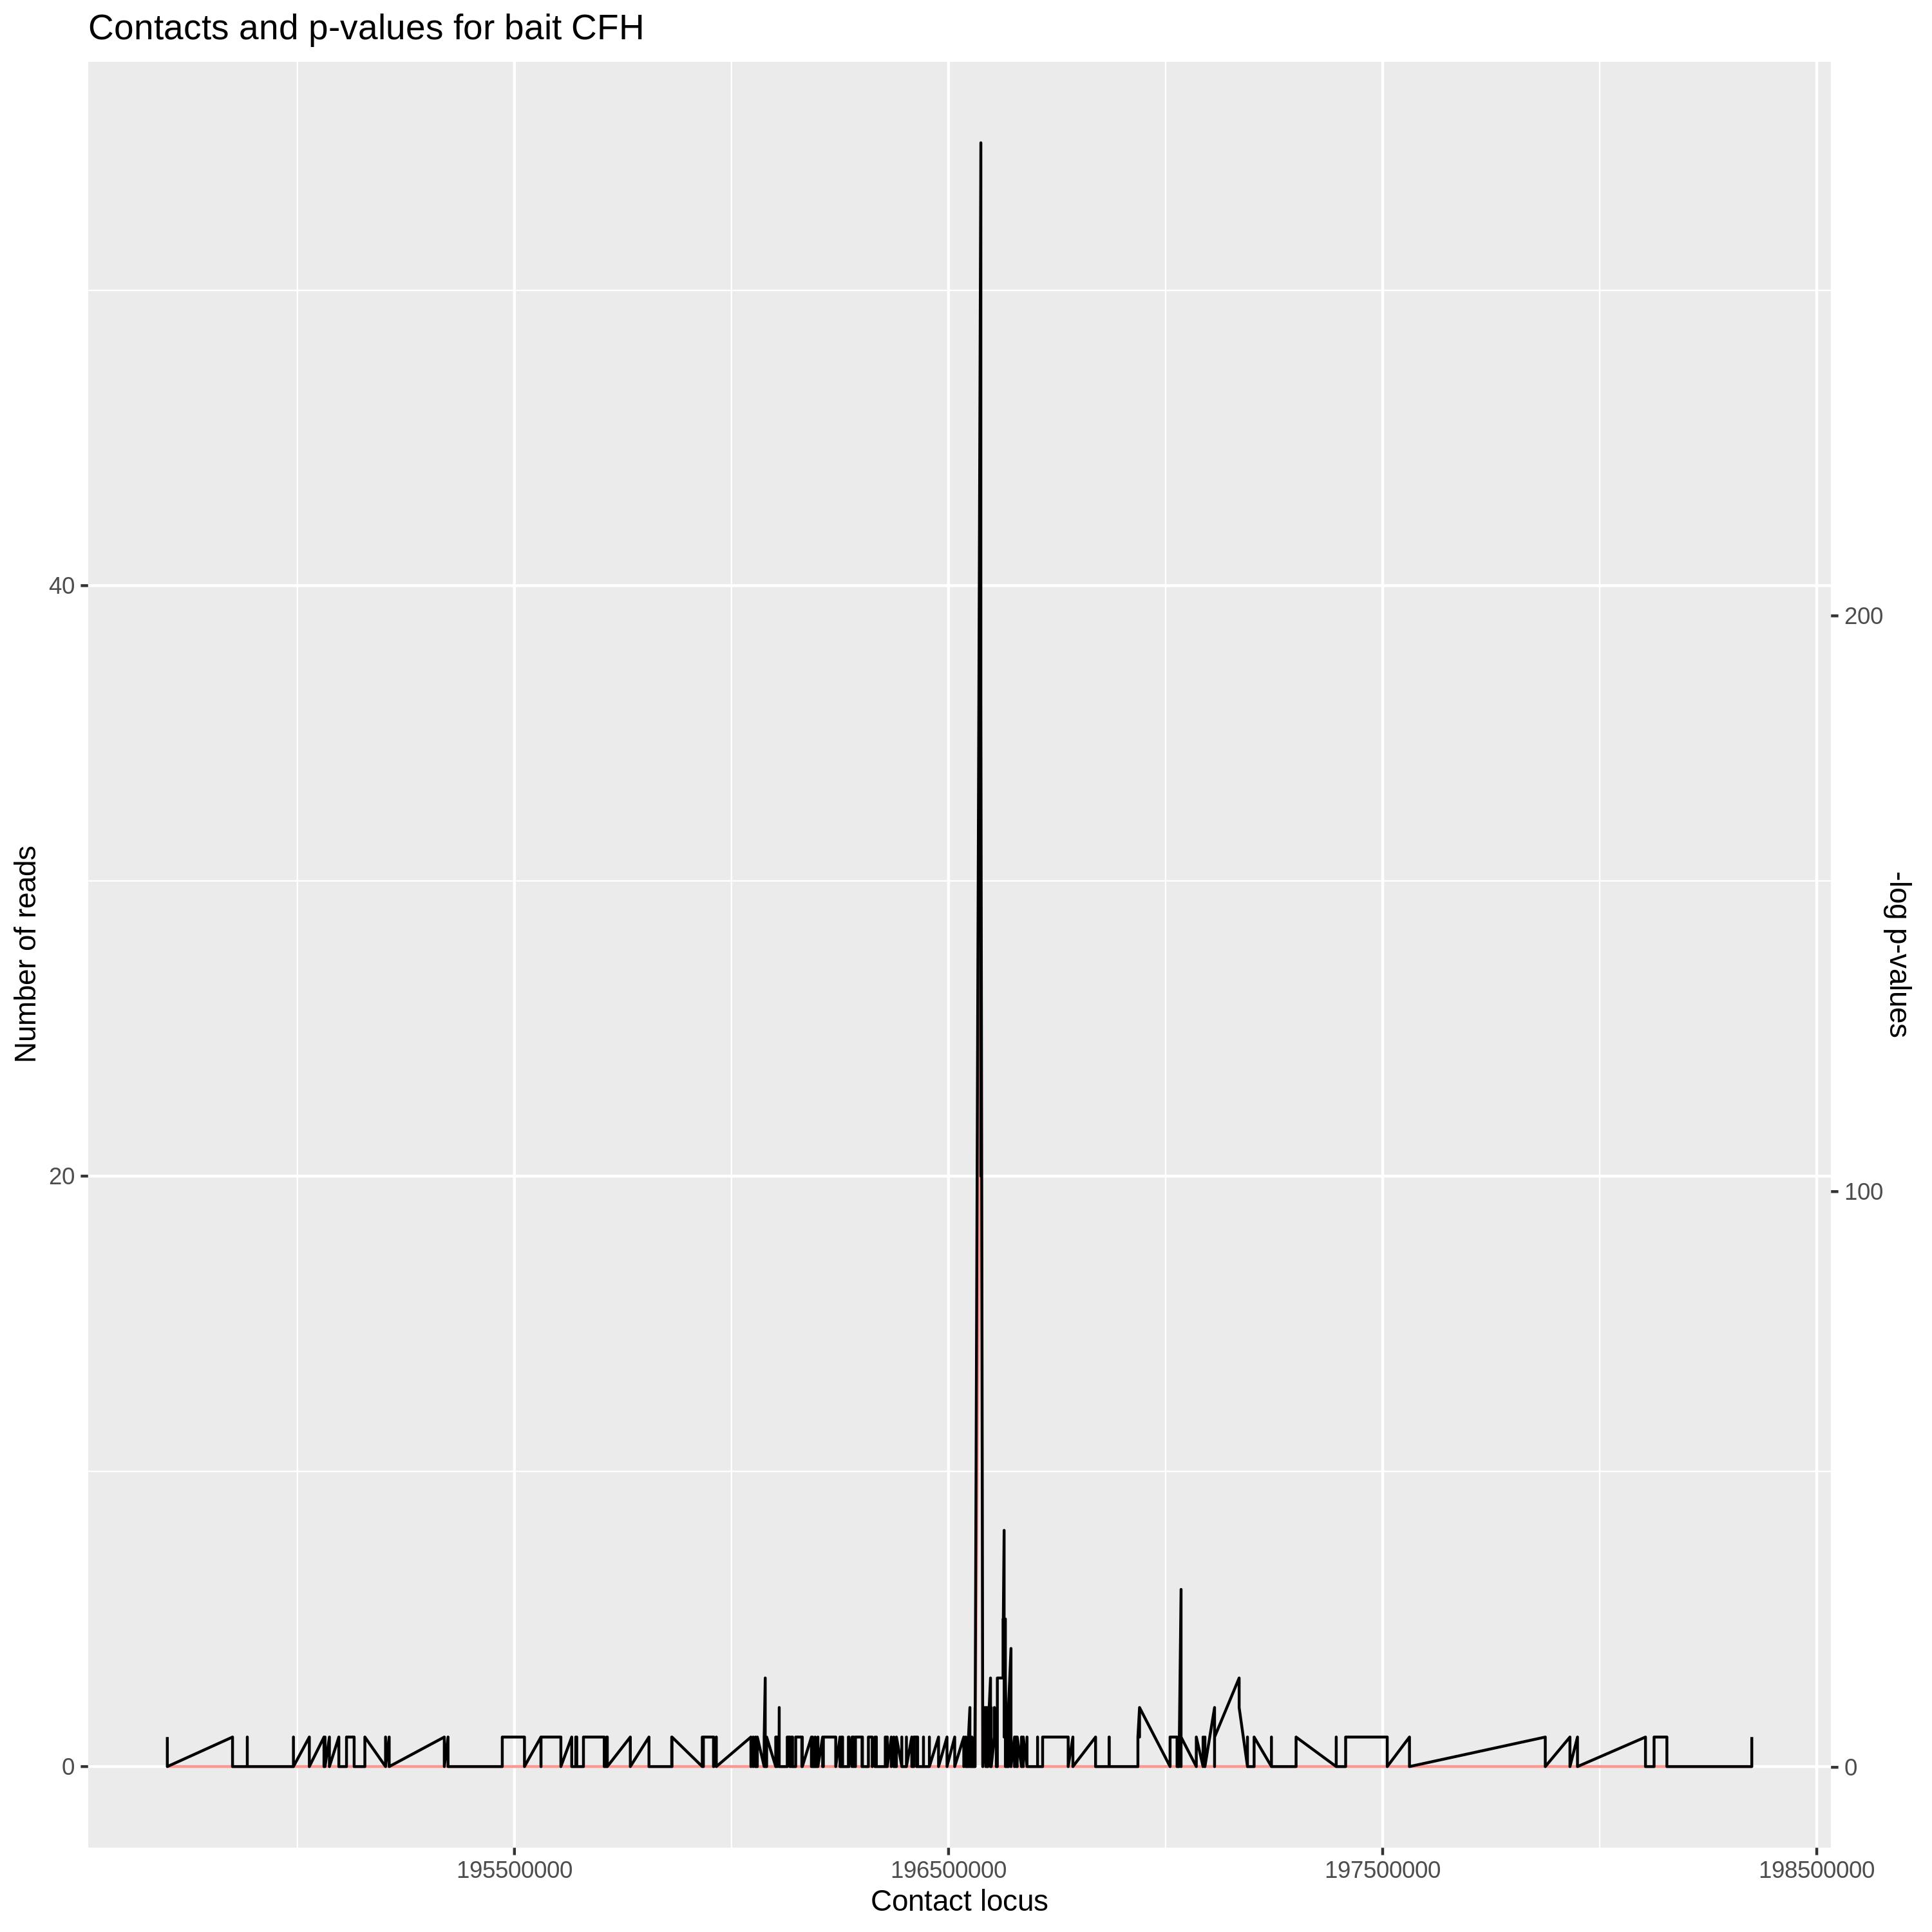 Contacts and p-values for bait CFH
40
20
0
Number of reads
200
100
0
-log p-values
195500000
196500000
197500000
198500000
Contact locus